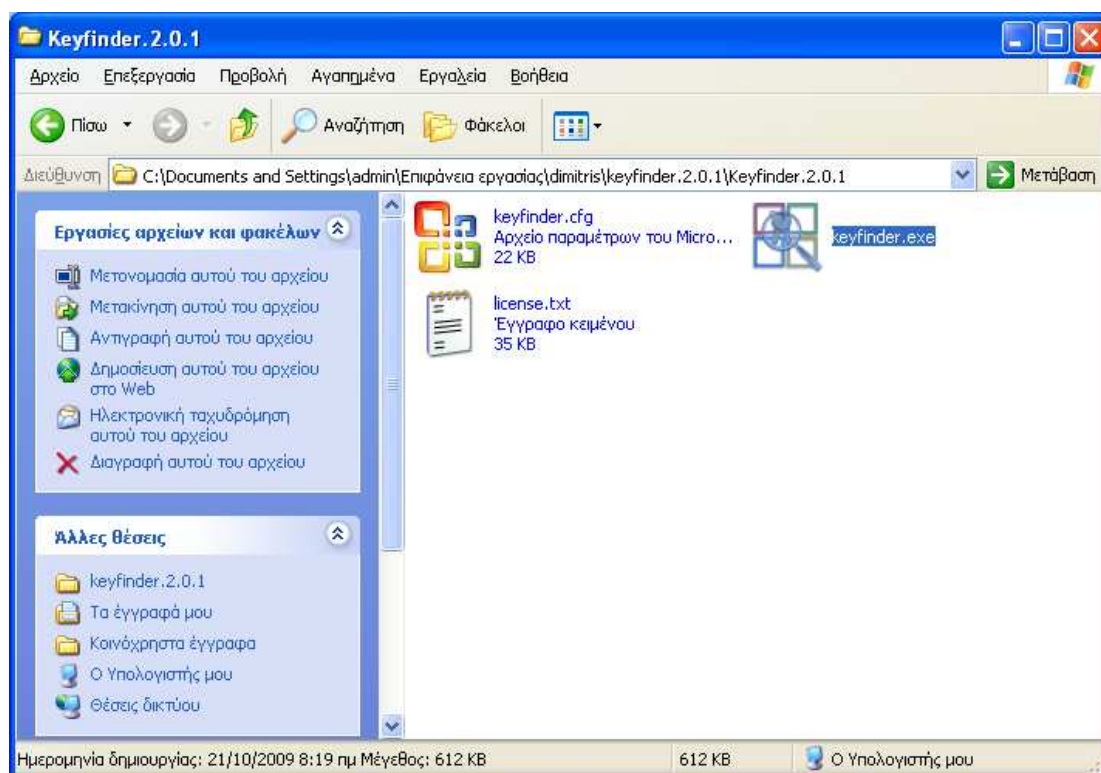 Keyfinder.2.0.1
Αρχείο Επεξεργασία Προβολή Αγαπημένα Εργαλεία Βοήθεια
Πίσω Αναζήτηση Φάκελοι
Διεύθυνση C:\Documents and Settings\admin\Επιφάνεια εργασίας\dimitris\keyfinder.2.0.1\Keyfinder.2.0.1 Μετάβαση
Εργασίες αρχείων και φακέλων
Μετονομασία αυτού του αρχείου
Μετακίνηση αυτού του αρχείου
Αντιγραφή αυτού του αρχείου
Δημοσίευση αυτού του αρχείου
στο Web
Ηλεκτρονική ταχυδρόμηση
αυτού του αρχείου
Διαγραφή αυτού του αρχείου
Άλλες θέσεις
keyfinder.2.0.1
Τα έγγραφά μου
Κοινόχρηστα έγγραφα
Ο Υπολογιστής μου
Θέσεις δικτύου
keyfinder.cfg
Αρχείο παραμέτρων του Micro...
22 KB
keyfinder.exe
license.txt
Έγγραφο κειμένου
35 KB
Ημερομηνία δημιουργίας: 21/10/2009 8:19 πμ Μέγεθος: 612 KB 612 KB Ο Υπολογιστής μου